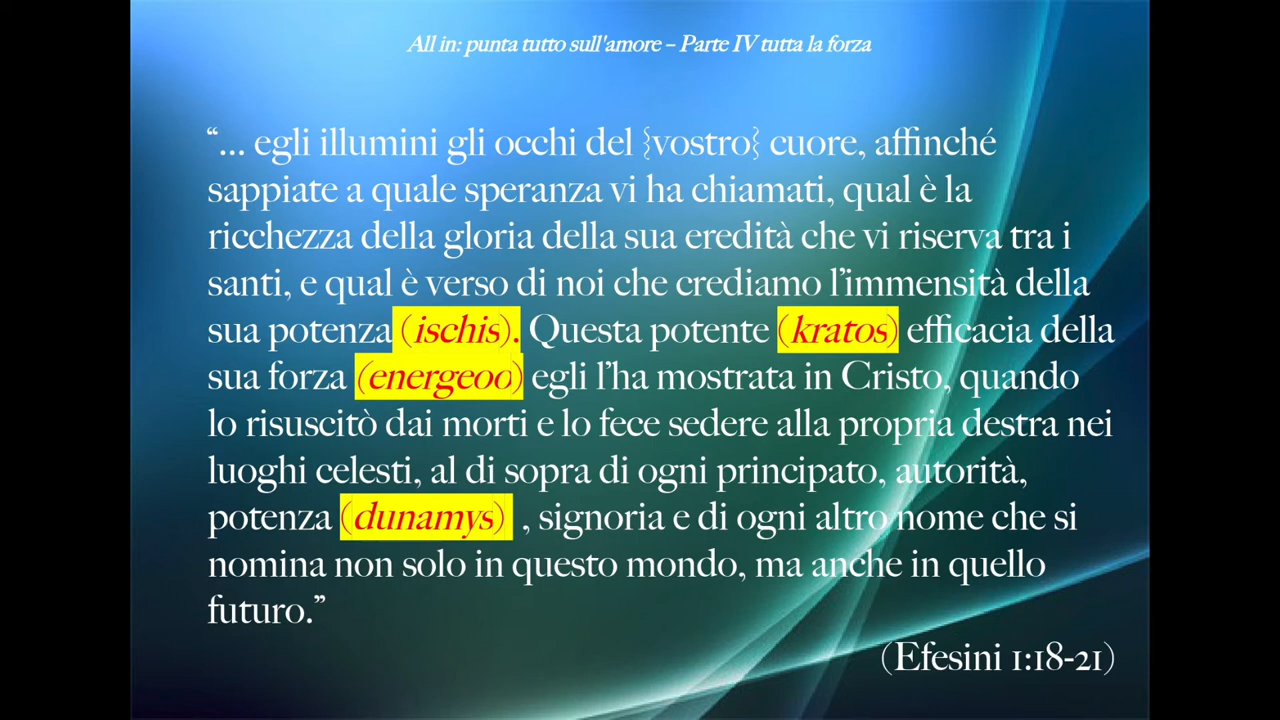 All in: punta tutto sull'amore – Parte IV tutta la forza
“... egli illumini gli occhi del }vostro{ cuore, affinché
sappiate a quale speranza vi ha chiamati, qual è la
ricchezza della gloria della sua eredità che vi riserva tra i
santi, e qual è verso di noi che crediamo l’immensità della
sua potenza (ischis). Questa potente (kratos) efficacia della
sua forza (energeoo) egli l’ha mostrata in Cristo, quando
lo risuscitò dai morti e lo fece sedere alla propria destra nei
luoghi celesti, al di sopra di ogni principato, autorità,
potenza (dunamys) , signoria e di ogni altro nome che si
nomina non solo in questo mondo, ma anche in quello
futuro.”
(Efesini 1:18-21)